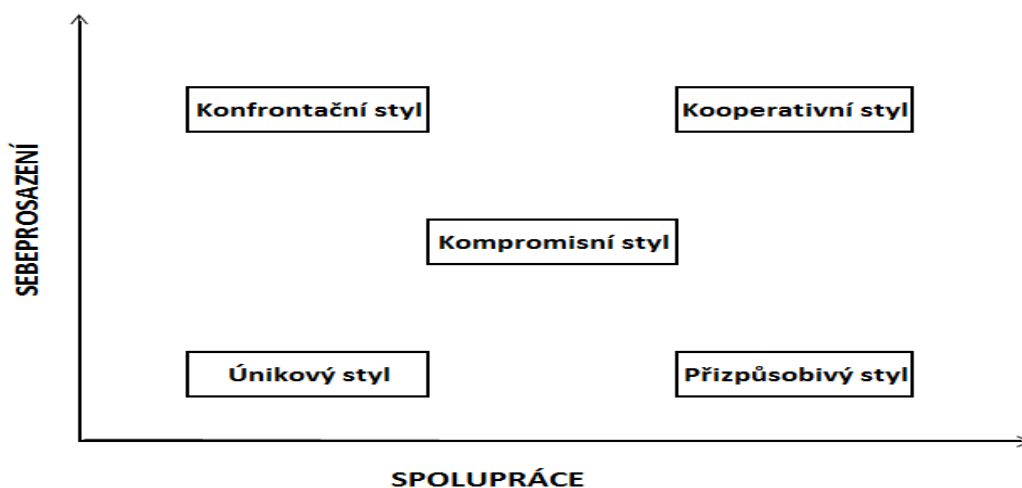 Konfrontační styl
Kooperativní styl
SEBEPROSAZENÍ
Kompromisní styl
Únikový styl
Přizpůsobivý styl
SPOLUPRÁCE